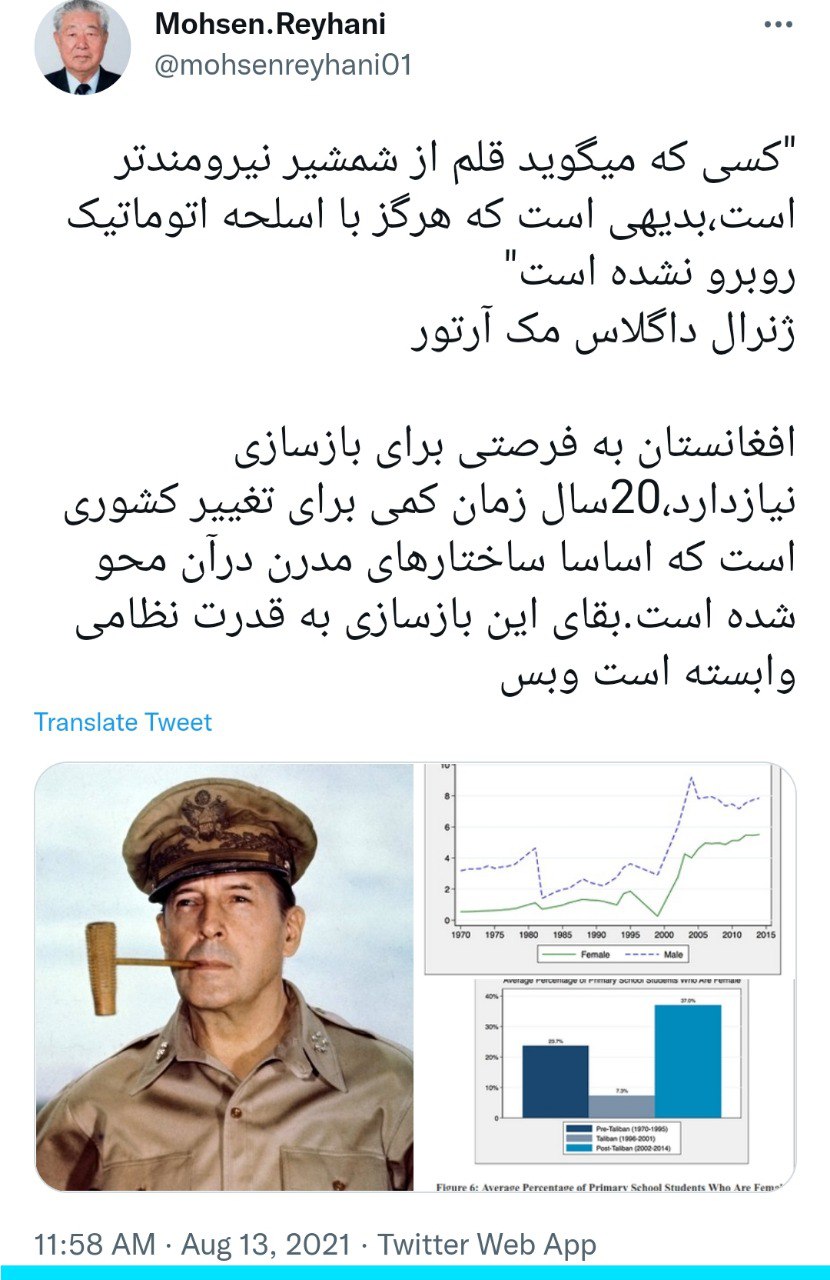 Mohsen.Reyhani
@mohsenreyhani01
"کسی که میگوید قلم از شمشیر نیرومندتر
است،بدیهی است که هرگز با اسلحه اتوماتیک
روبرو نشده است"
ژنرال داگلاس مک آرتور
افغانستان به فرصتی برای بازسازی
نیازدارد،20سال زمان کمی برای تغییر کشوری
است که اساسا ساختارهای مدرن درآن محو
شده است.بقای این بازسازی به قدرت نظامی
وابسته است وبس
Translate Tweet
10
8
6
4
2
0
1970 1975 1980 1985 1990 1995 2000 2005 2010 2015
Female Male
Average Percentage of Primary School Students Who Are Female
40%
30%
20%
10%
0
23.7%
7.3%
37.0%
Pre-Taliban (1970-1995)
Taliban (1996-2001)
Post-Taliban (2002-2014)
Figure 6: Average Percentage of Primary School Students Who Are
11:58 AM · Aug 13, 2021 · Twitter Web App